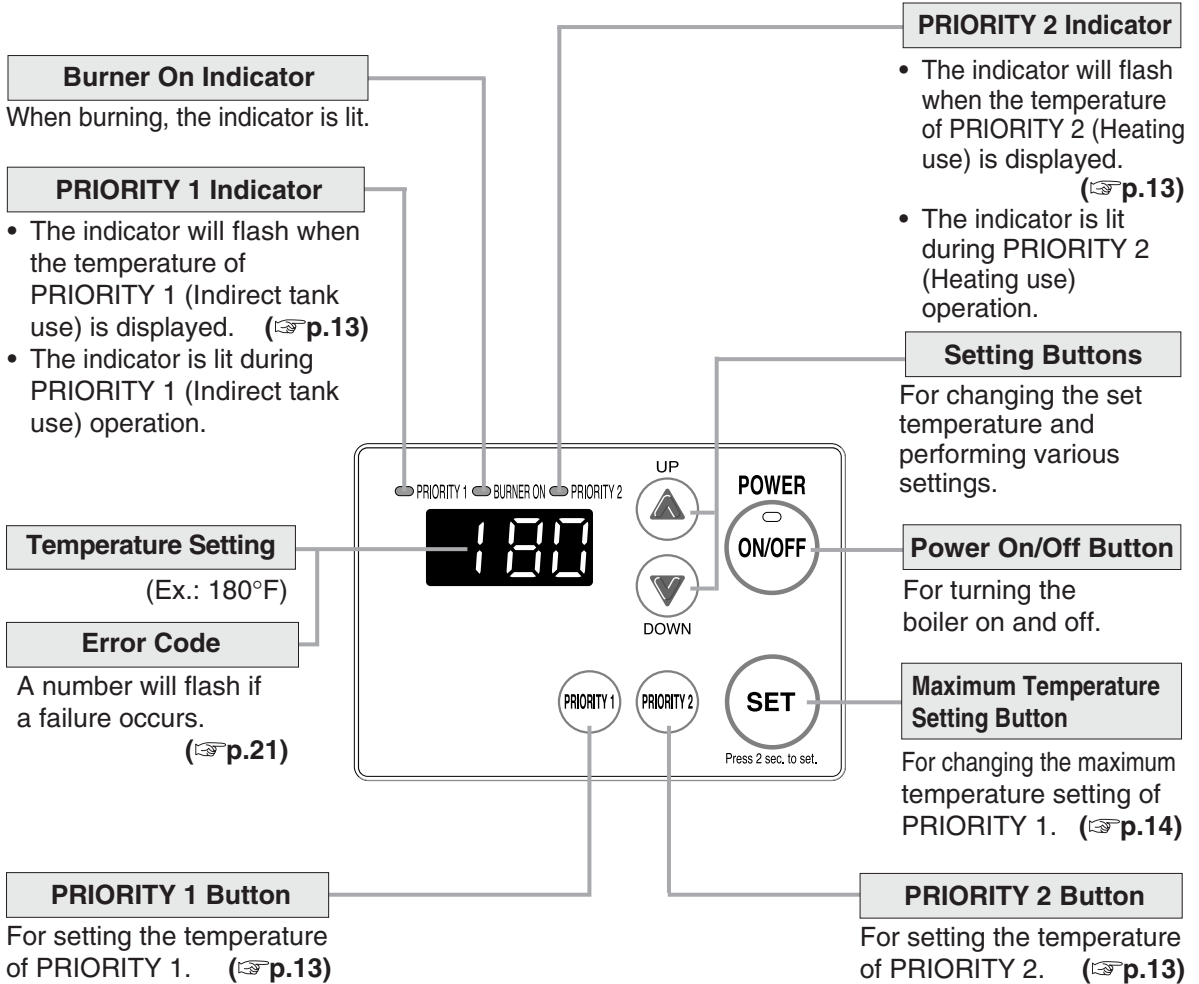 PRIORITY 2 Indicator
• The indicator will flash
when the temperature
of PRIORITY 2 (Heating
use) is displayed.
(☞p.13)
• The indicator is lit
during PRIORITY 2
(Heating use)
operation.
Burner On Indicator
When burning, the indicator is lit.
PRIORITY 1 Indicator
• The indicator will flash when
the temperature of
PRIORITY 1 (Indirect tank
use) is displayed. (☞p.13)
• The indicator is lit during
PRIORITY 1 (Indirect tank
use) operation.
Setting Buttons
For changing the set
temperature and
performing various
settings.
PRIORITY 1 BURNER ON PRIORITY 2
180
UP
DOWN
POWER
ON/OFF
PRIORITY 1
PRIORITY 2
SET
Press 2 sec. to set.
Temperature Setting
(Ex.: 180°F)
Error Code
A number will flash if
a failure occurs.
(☞p.21)
Power On/Off Button
For turning the
boiler on and off.
Maximum Temperature
Setting Button
For changing the maximum
temperature setting of
PRIORITY 1. (☞p.14)
PRIORITY 1 Button
For setting the temperature
of PRIORITY 1. (☞p.13)
PRIORITY 2 Button
For setting the temperature
of PRIORITY 2. (☞p.13)